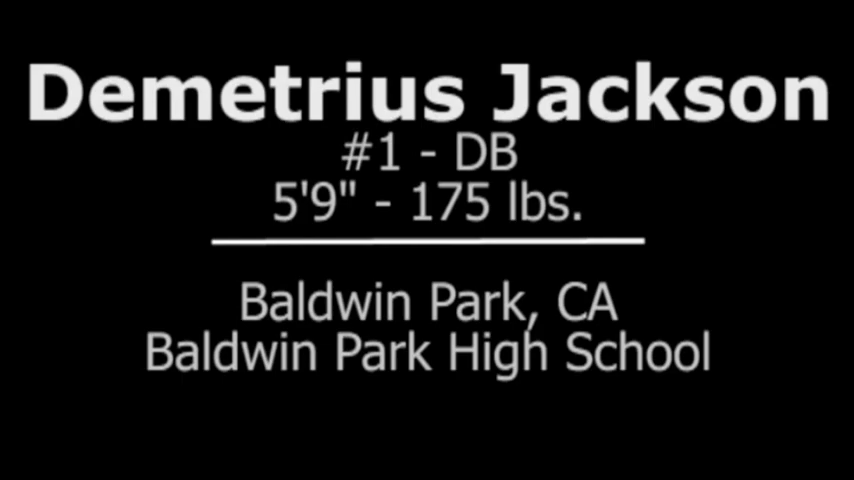 Demetrius Jackson
#1 - DB
5'9" - 175 lbs.
Baldwin Park, CA
Baldwin Park High School